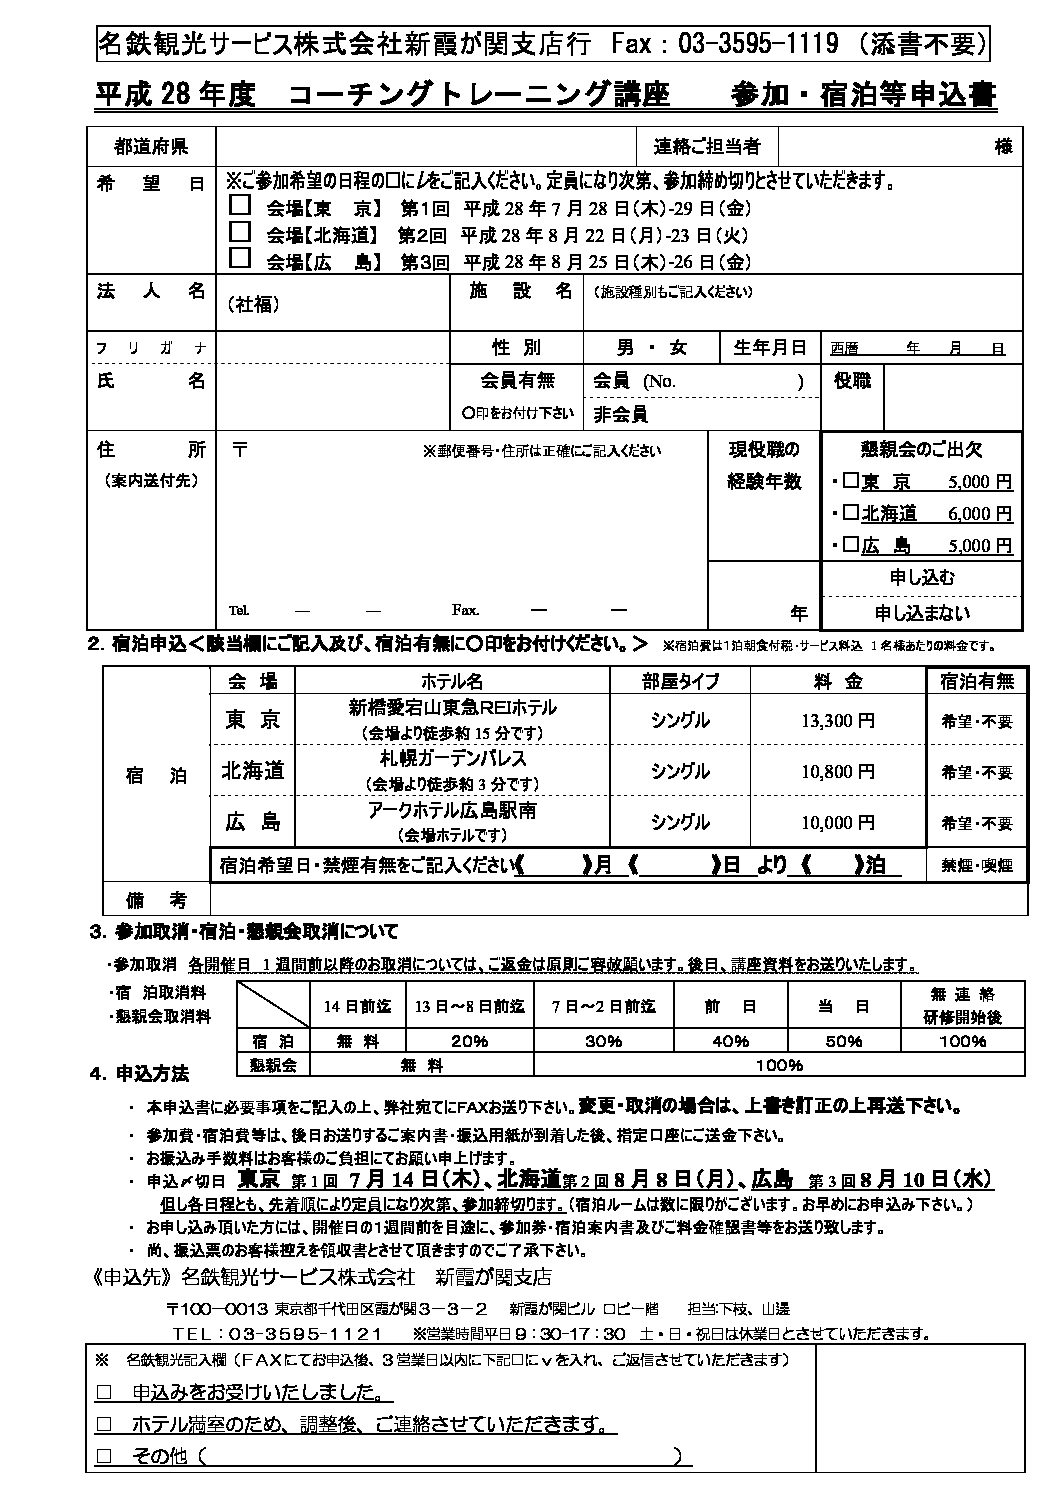 名鉄観光サービス株式会社新霞が関支店行 Fax：03-3595-1119 （添書不要）
平成 28 年度 コーチングトレーニング講座 参加・宿泊等申込書
都道府県 連絡ご担当者 様
希望日 ※ご参加希望の日程の□にレをご記入ください。定員になり次第、参加締め切りとさせていただきます。
□ 会場【東 京】 第1回 平成 28 年 7 月 28 日（木）-29 日（金）
□ 会場【北海道】 第2回 平成 28 年 8 月 22 日（月）-23 日（火）
□ 会場【広 島】 第3回 平成 28 年 8 月 25 日（木）-26 日（金）
法人名 （社福） 施設名 （施設種別もご記入ください）
フリガナ 性別 男・女 生年月日 西暦 年 月 日
氏名 会員有無 会員 (No. ) 役職
〇印をお付け下さい 非会員
住所 〒 ※郵便番号・住所は正確にご記入ください 現役職の 懇親会のご出欠
（案内送付先） 経験年数 ・□東 京 5,000 円
・□北海道 6,000 円
・□広 島 5,000 円
申し込む
Tel. ― ― Fax. ― ― 年 申し込まない
２．宿泊申込＜該当欄にご記入及び、宿泊有無に〇印をお付けください。＞ ※宿泊費は１泊朝食付税・サービス料込 １名様あたりの料金です。
会場 ホテル名 部屋タイプ 料金 宿泊有無
東京 新橋愛宕山東急REIホテル シングル 13,300 円 希望・不要
（会場より徒歩約 15 分です）
宿泊 北海道 札幌ガーデンパレス シングル 10,800 円 希望・不要
（会場より徒歩約 3 分です）
広島 アークホテル広島駅南 シングル 10,000 円 希望・不要
（会場ホテルです）
宿泊希望日・禁煙有無をご記入ください《 》月《 》日 より《 》泊 禁煙・喫煙
備考
３．参加取消・宿泊・懇親会取消について
・参加取消 各開催日 １週間前以降のお取消については、ご返金は原則ご容赦願います。後日、講座資料をお送りいたします。
・宿 泊取消料
・懇親会取消料
14 日前迄 13 日～8 日前迄 7 日～2 日前迄 前日 当日 無連絡 研修開始後
宿泊 無料 20% 30% 40% 50% 100%
懇親会 無料 100%
４．申込方法
・ 本申込書に必要事項をご記入の上、弊社宛てにFAXお送り下さい。変更・取消の場合は、上書き訂正の上再送下さい。
・ 参加費・宿泊費等は、後日お送りするご案内書・振込用紙が到着した後、指定口座にご送金下さい。
・ お振込み手数料はお客様のご負担にてお願い申上げます。
・ 申込〆切日 東京 第１回 7 月 14 日（木）、北海道第２回 8 月 8 日（月）、広島 第３回 8 月 10 日（水）
但し各日程とも、先着順により定員になり次第、参加締切ります。（宿泊ルームは数に限りがございます。お早めにお申込み下さい。）
・ お申し込み頂いた方には、開催日の１週間前を目途に、参加券・宿泊案内書及びご料金確認書等をお送り致します。
・ 尚、振込票のお客様控えを領収書とさせて頂きますのでご了承下さい。
《申込先》名鉄観光サービス株式会社 新霞が関支店
〒100－0013 東京都千代田区霞が関３－３－２ 新霞が関ビル ロビー階 担当:下枝、山邊
ＴＥＬ：０３-３５９５-１１２１ ※営業時間平日９：30-17：30 土・日・祝日は休業日とさせていただきます。
※ 名鉄観光記入欄（ＦＡＸにてお申込後、３営業日以内に下記口にｖを入れ、ご返信させていただきます）
□ 申込みをお受けいたしました。
□ ホテル満室のため、調整後、ご連絡させていただきます。
□ その他（ ）